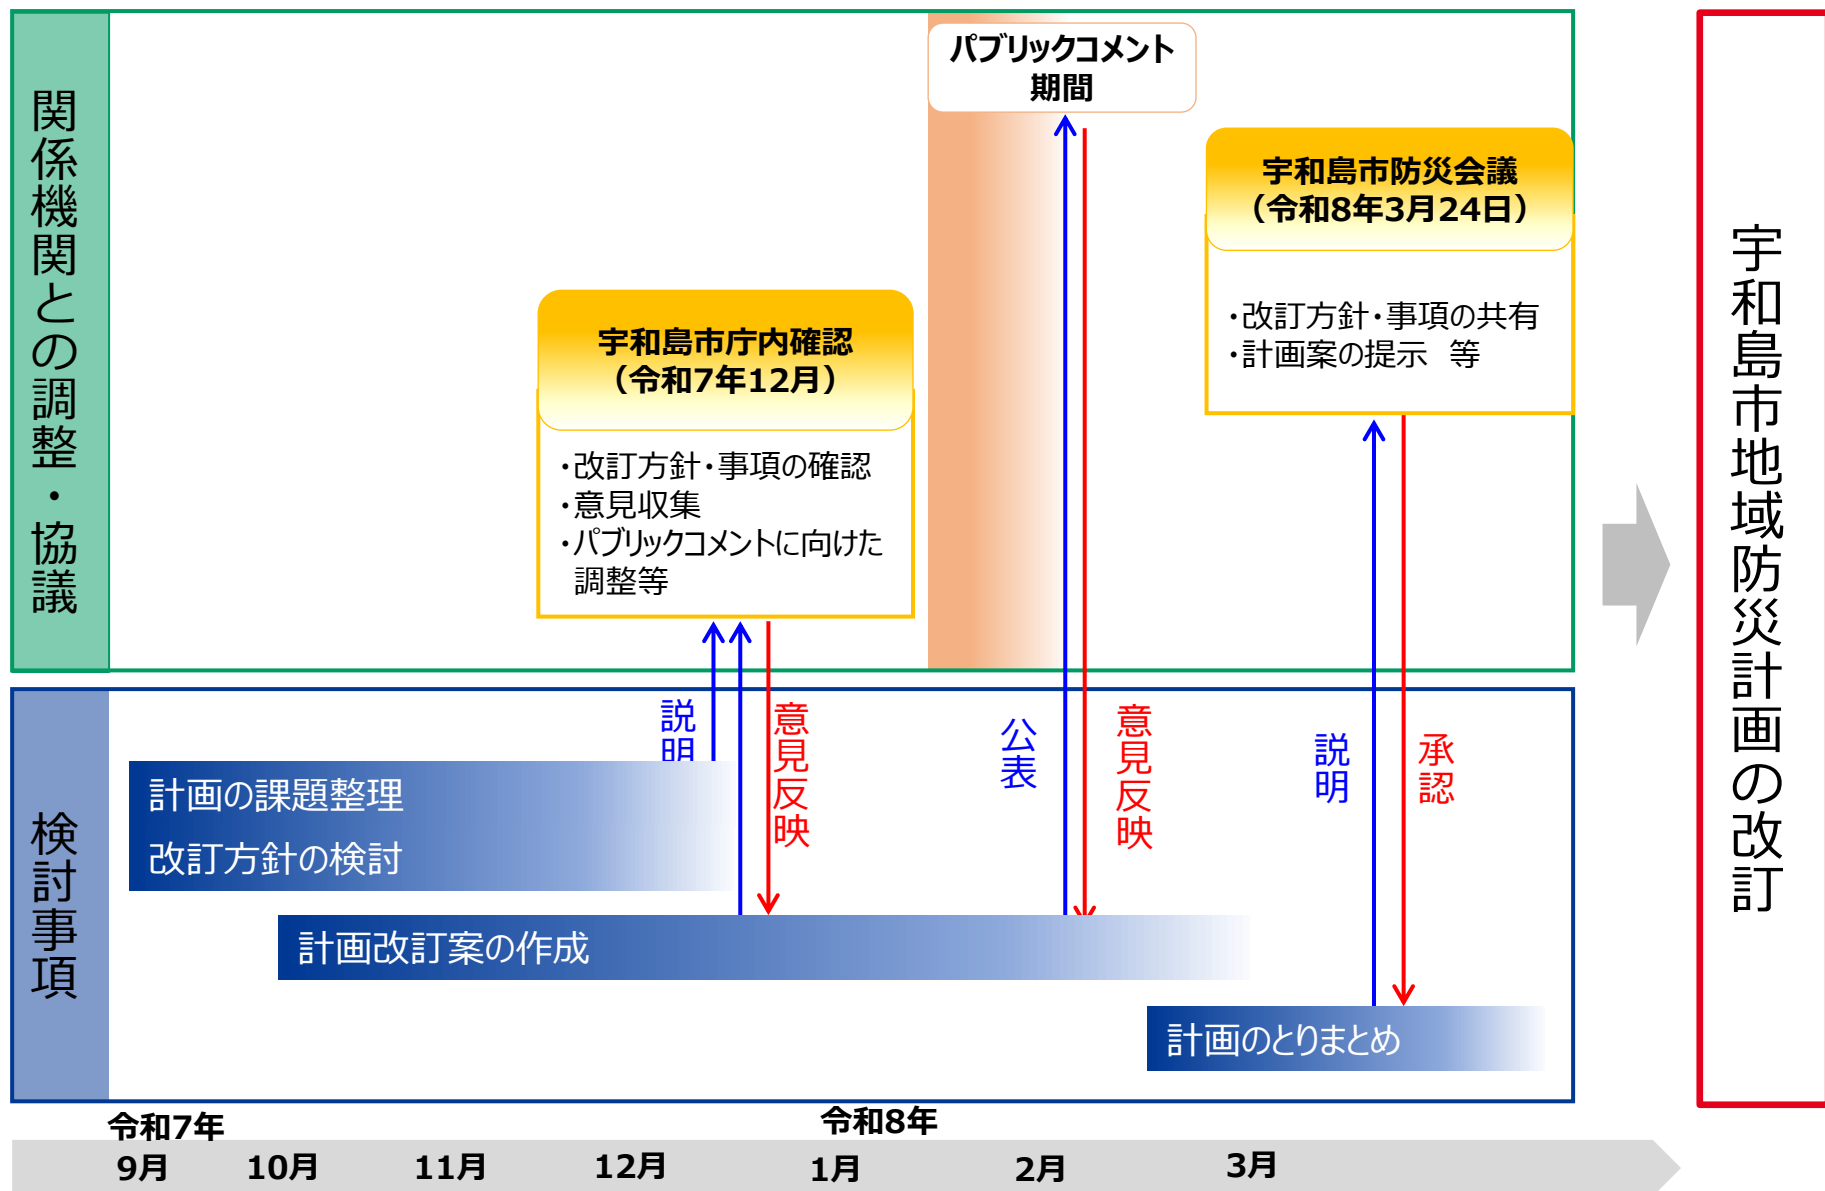 関係機関との調整・協議
パブリックコメント
期間
宇和島市防災会議
（令和8年3月24日）
・改訂方針・事項の共有
・計画案の提示　等
宇和島市庁内確認
（令和7年12月）
・改訂方針・事項の確認
・意見収集
・パブリックコメントに向けた
調整等
検討事項
説明
意見反映
公表
意見反映
説明
承認
計画の課題整理
改訂方針の検討
計画改訂案の作成
計画のとりまとめ
令和7年
令和8年
9月
10月
11月
12月
1月
2月
3月
宇和島市地域防災計画の改訂